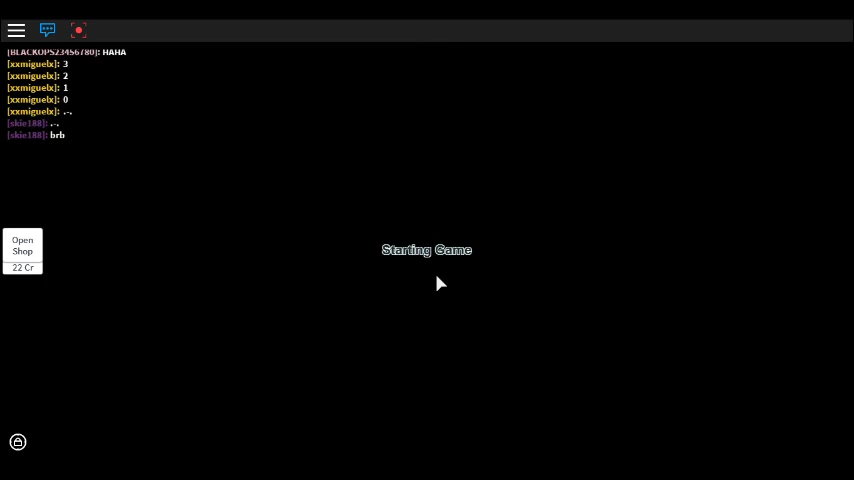 [BLACKOPS23456780]: HAHA
[xxmiguelx]: 3
[xxmiguelx]: 2
[xxmiguelx]: 1
[xxmiguelx]: 0
[xxmiguelx]: .-.
[skie188]: .-.
[skie188]: brb
Open
Shop
22 Cr
Starting Game